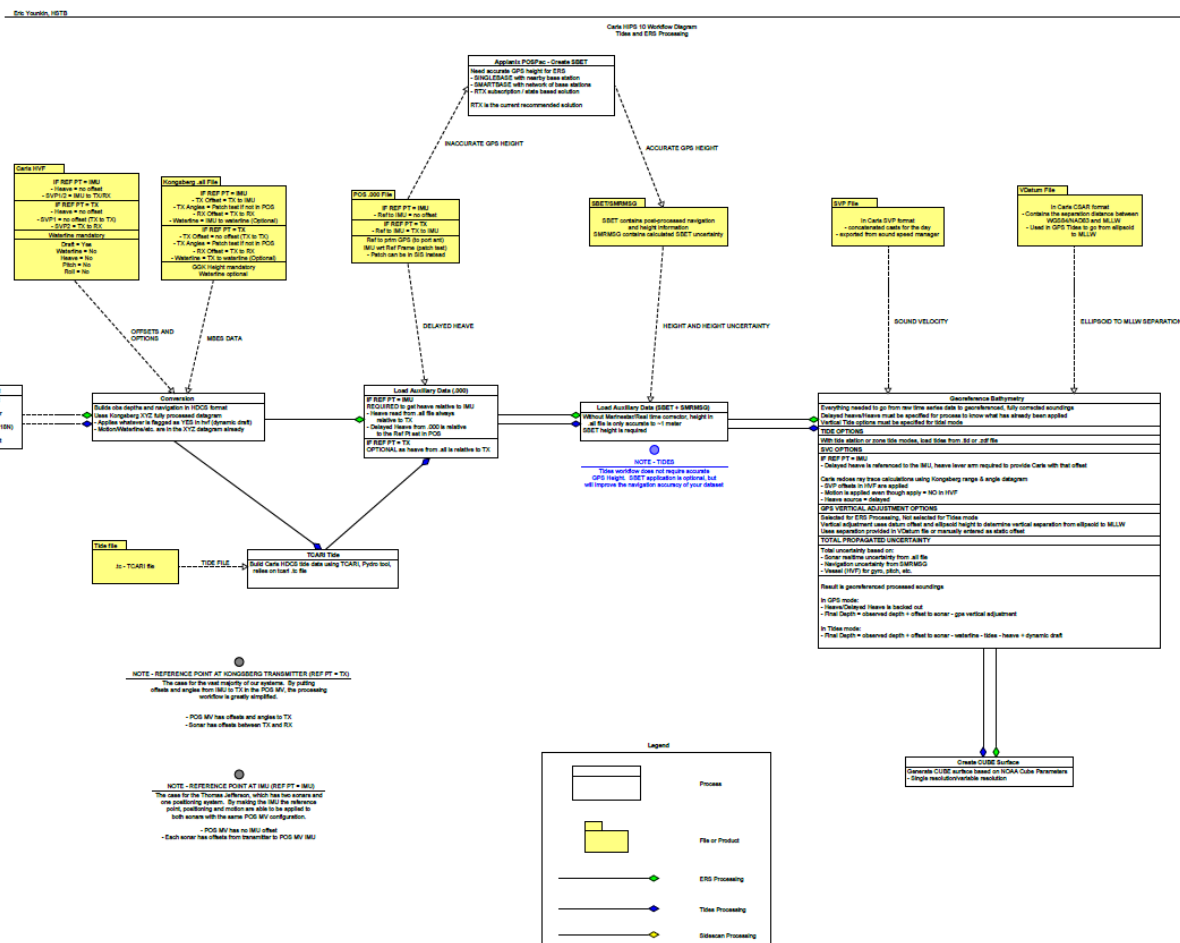 Eric Younkin, HSTB
Caris HIPS 10 Workflow Diagram
Tides and ERS Processing
Applanix POSPac - Create SBET
Need accurate GPS height for ERS
- SINGLEBASE with nearby base station
- SMARTBASE with network of base stations
- RTX subscription / state based solution
RTX is the current recommended solution
INACCURATE GPS HEIGHT
ACCURATE GPS HEIGHT
Caris HVF
IF REF PT = IMU
- Heave = no offset
- SVP1/2 = IMU to TX/RX
IF REF PT = TX
- Heave = no offset
- SVP1 = no offset (TX to TX)
- SVP2 = TX to RX
Waterline mandatory
Draft = Yes
Waterline = No
Heave = No
Pitch = No
Roll = No
Kongsberg .all File
IF REF PT = IMU
- TX Offset = TX to IMU
- TX Angles = Patch test if not in POS
- RX Offset = TX to RX
- Waterline = IMU to waterline (Optional)
IF REF PT = TX
- TX Offset = no offset (TX to TX)
- TX Angles = Patch test if not in POS
- RX Offset = TX to RX
- Waterline = TX to waterline (Optional)
GGK Height mandatory
Waterline optional
POS .000 File
IF REF PT = IMU
- Ref to IMU = no offset
IF REF PT = TX
- Ref to IMU = TX to IMU
Ref to prim GPS (to port ant)
IMU wrt Ref Frame (patch test)
- Patch can be in SIS instead
SBET/SMRMSG
SBET contains post-processed navigation
and height information
SMRMSG contains calculated SBET uncertainty
SVP File
In Caris SVP format
- concatenated casts for the day
- exported from sound speed manager
VDatum File
In Caris CSAR format
- Contains the separation distance between
WGS84/NAD83 and MLLW
- Used in GPS Tides to go from ellipsoid
to MLLW
OFFSETS AND
OPTIONS
MBES DATA
DELAYED HEAVE
HEIGHT AND HEIGHT UNCERTAINTY
SOUND VELOCITY
ELLIPSOID TO MLLW SEPARATION
18N)
Conversion
Builds obs depths and navigation in HDCS format
- Uses Kongsberg XYZ fully processed datagram
- Applies whatever is flagged as YES in hvf (dynamic draft)
- Motion/Waterline/etc. are in the XYZ datagram already
Load Auxiliary Data (.000)
IF REF PT = IMU
REQUIRED to get heave relative to IMU
- Heave read from .all file always
relative to TX
- Delayed Heave from .000 is relative
to the Ref Pt set in POS
IF REF PT = TX
OPTIONAL as heave from .all is relative to TX
Load Auxiliary Data (SBET + SMRMSG)
Without Marinestar/Real time corrector, height in
.all file is only accurate to ~1 meter
SBET height is required
NOTE - TIDES
Tides workflow does not require accurate
GPS Height. SBET application is optional, but
will improve the navigation accuracy of your dataset
Georeference Bathymetry
Everything needed to go from raw time series data to georeferenced, fully corrected soundings
Delayed heave/Heave must be specified for process to know what has already been applied
Vertical Tide options must be specified for tidal mode
TIDE OPTIONS
With tide station or zone tide modes, load tides from .tid or .zdf file
SVC OPTIONS
IF REF PT = IMU
- Delayed heave is referenced to the IMU, heave lever arm required to provide Caris with that offset
Caris redoes ray trace calculations using Kongsberg range & angle datagram
- SVP offsets in HVF are applied
- Motion is applied even though apply = NO in HVF
- Heave source = delayed
GPS VERTICAL ADJUSTMENT OPTIONS
Selected for ERS Processing, Not selected for Tides mode
Vertical adjustment uses datum offset and ellipsoid height to determine vertical separation from ellipsoid to MLLW
Uses separation provided in VDatum file or manually entered as static offset
TOTAL PROPAGATED UNCERTAINTY
Total uncertainty based on:
- Sonar realtime uncertainty from .all file
- Navigation uncertainty from SMRMSG
- Vessel (HVF) for gyro, pitch, etc.
Result is georeferenced processed soundings
In GPS mode:
- Heave/Delayed Heave is backed out
- Final Depth = observed depth + offset to sonar - gps vertical adjustment
In Tides mode:
- Final Depth = observed depth + offset to sonar - waterline - tides - heave + dynamic draft
Tide file
.tc - TCARI file
TIDE FILE
TCARI Tide
Build Caris HDCS tide data using TCARI, Pydro tool,
relies on tcari .tc file
NOTE - REFERENCE POINT AT KONGSBERG TRANSMITTER (REF PT = TX)
The case for the vast majority of our systems. By putting
offsets and angles from IMU to TX in the POS MV, the processing
workflow is greatly simplified.
- POS MV has offsets and angles to TX
- Sonar has offsets between TX and RX
NOTE - REFERENCE POINT AT IMU (REF PT = IMU)
The case for the Thomas Jefferson, which has two sonars and
one positioning system. By making the IMU the reference
point, positioning and motion are able to be applied to
both sonars with the same POS MV configuration.
- POS MV has no IMU offset
- Each sonar has offsets from transmitter to POS MV IMU
Create CUBE Surface
Generate CUBE surface based on NOAA Cube Parameters
- Single resolution/variable resolution
Legend
Process
File or Product
ERS Processing
Tides Processing
Sidescan Processing